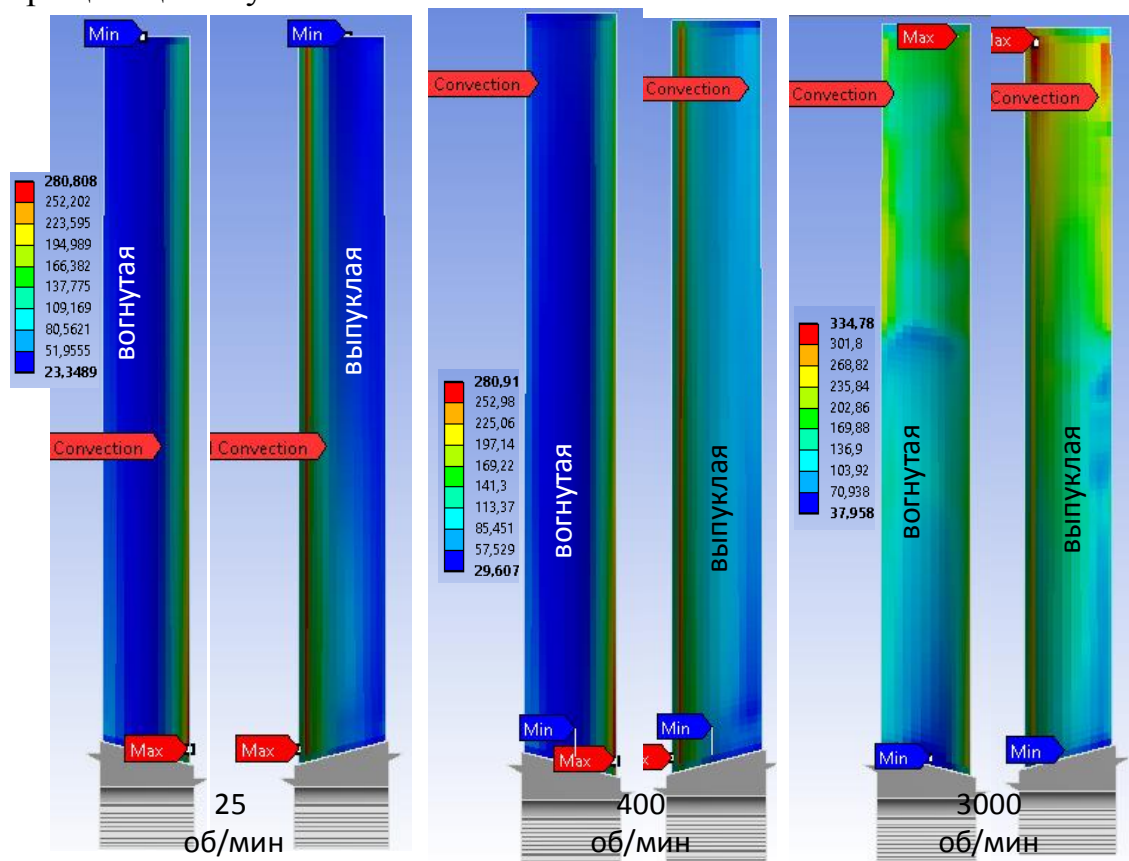 Min
Min
280,808
252,202
223,595
194,989
166,382
137,775
109,169
80,5621
51,9555
23,3489
вогнутая
выпуклая
Convection
Convection
Max
Max
25
об/мин
Convection
Convection
280,91
252,98
225,06
197,14
169,22
141,3
113,37
85,451
57,529
29,607
вогнутая
выпуклая
Min
Min
Max
x
400
об/мин
Max
ax
Convection
Convection
334,78
301,8
268,82
235,84
202,86
169,88
136,9
103,92
70,938
37,958
вогнутая
выпуклая
Min
Min
3000
об/мин